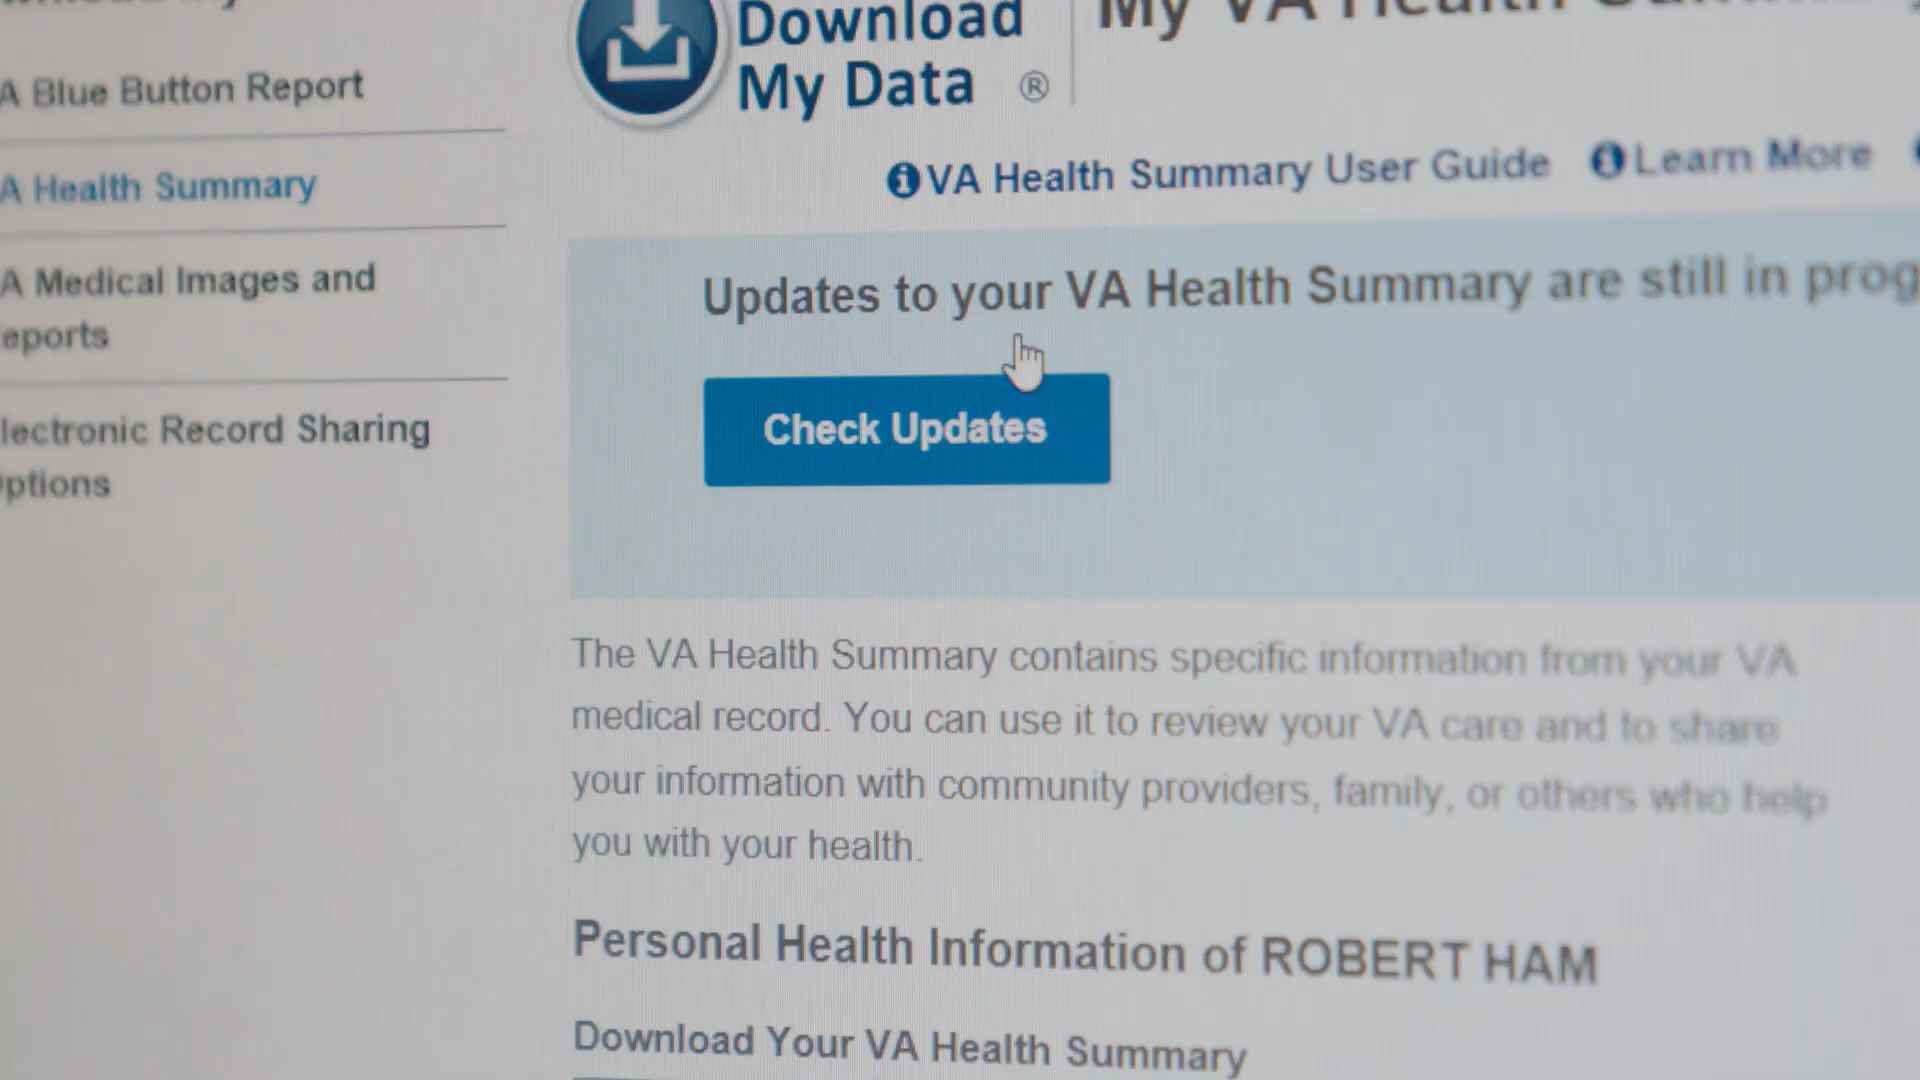 A Blue Button Report
A Health Summary
A Medical Images and
eports
lectronic Record Sharing
ptions
Download
My Data ®
My VA Health
VA Health Summary User Guide
Learn More
Updates to your VA Health Summary are still in prog
Check Updates
The VA Health Summary contains specific information from your VA
medical record. You can use it to review your VA care and to share
your information with community providers, family, or others who help
you with your health.
Personal Health Information of ROBERT HAM
Download Your VA Health Summary